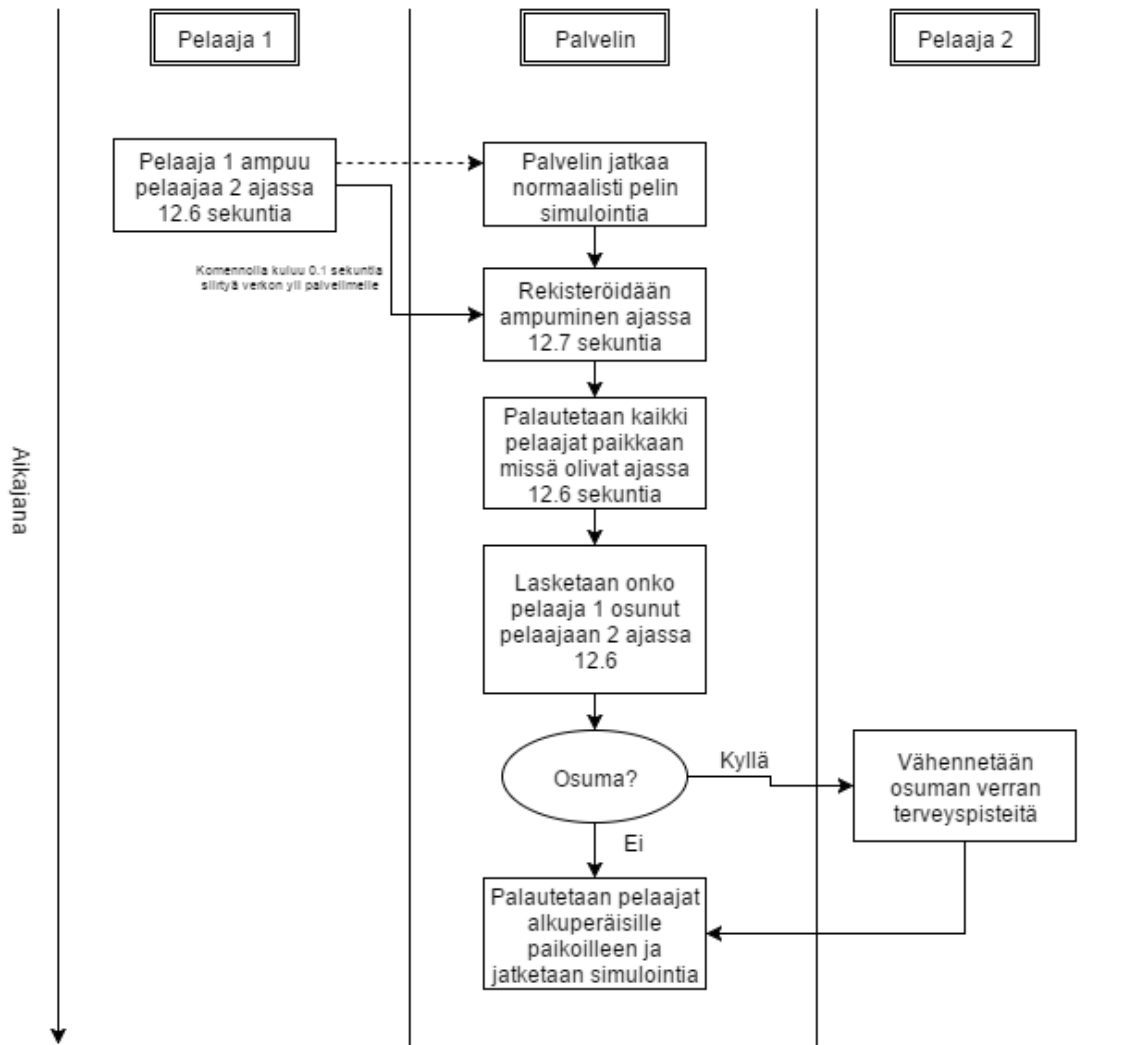 Pelaaja 1
Palvelin
Pelaaja 2
Pelaaja 1 ampuu
pelaajaa 2 ajassa
12.6 sekuntia
Palvelin jatkaa
normaalisti pelin
simulointia
Komennolla kuluu 0.1 sekuntia
siirtyä verkon yli palvelimelle
Rekisteröidään
ampuminen ajassa
12.7 sekuntia
Palautetaan kaikki
pelaajat paikkaan
missä olivat ajassa
12.6 sekuntia
Aikajana
Lasketaan onko
pelaaja 1 osunut
pelaajaan 2 ajassa
12.6
Osuma?
Kyllä
Vähennetään
osuman verran
terveyspisteitä
Ei
Palautetaan pelaajat
alkuperäisille
paikoilleen ja
jatketaan simulointia